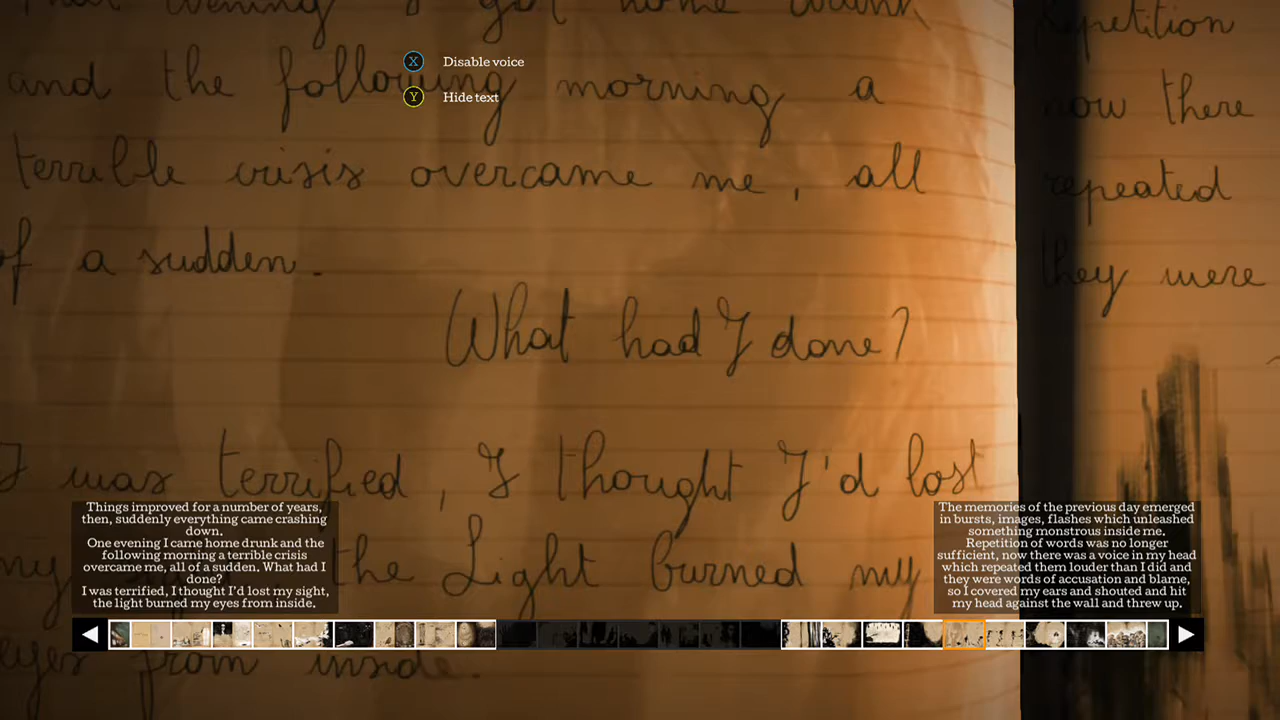 That evening I got home drunk
and the following morning a
terrible crisis overcame me, all
of a sudden.
What had I done?
I was terrified, I thought I'd lost
my the Light burned my
eyes from inside.
Repetition
now there
repeated
they were
X Disable voice
Y Hide text
Things improved for a number of years,
then, suddenly everything came crashing
down.
One evening I came home drunk and the
following morning a terrible crisis
overcame me, all of a sudden. What had I
done?
I was terrified, I thought I'd lost my sight,
the light burned my eyes from inside.
The memories of the previous day emerged
in bursts, images, flashes which unleashed
something monstrous inside me.
Repetition of words was no longer
sufficient, now there was a voice in my head
which repeated them louder than I did and
they were words of accusation and blame,
so I covered my ears and shouted and hit
my head against the wall and threw up.